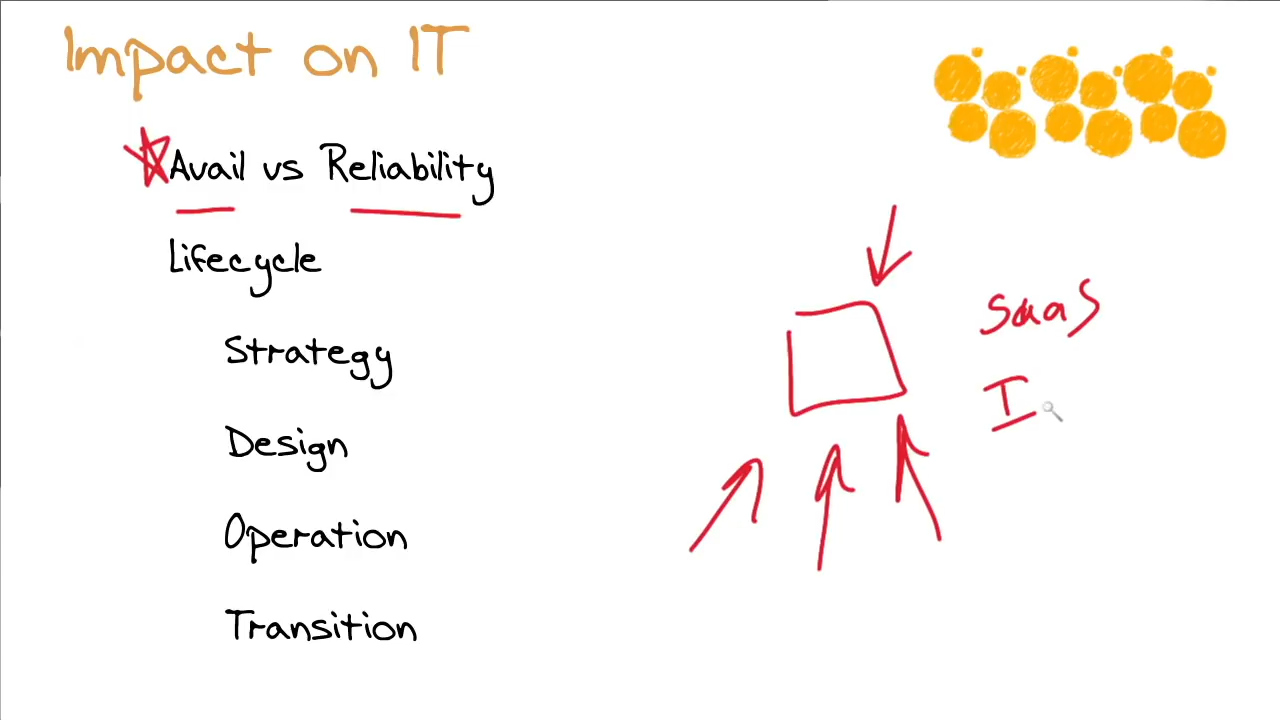 Impact on IT
Avail vs Reliability
Lifecycle
Strategy
Design
Operation
Transition
SaaS
I